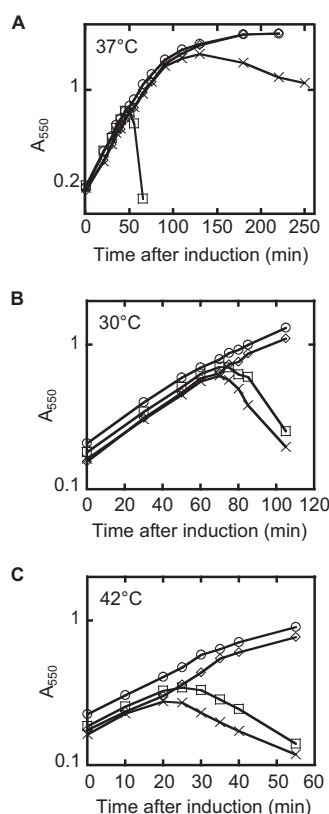 A
37°C
1
A550
0.2
0 50 100 150 200 250
Time after induction (min)
B
30°C
1
A550
0.1
0 20 40 60 80 100 120
Time after induction (min)
C
42°C
1
A550
0.1
0 10 20 30 40 50 60
Time after induction (min)